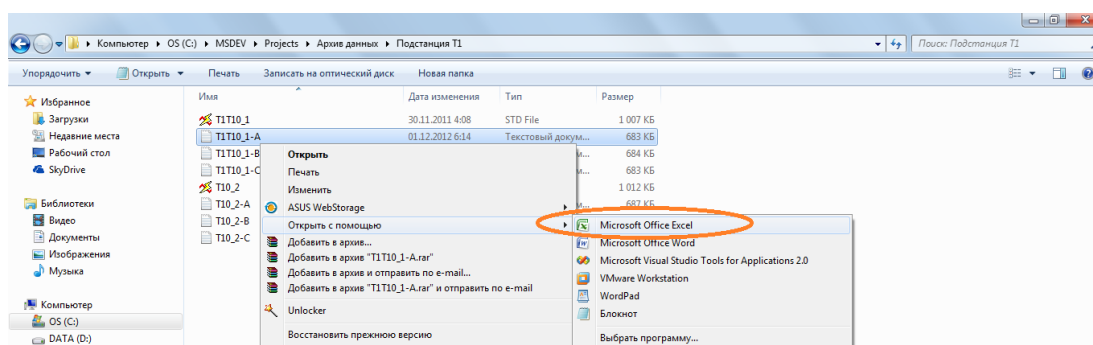 Компьютер ▸ OS (C:) ▸ MSDEV ▸ Projects ▸ Архив данных ▸ Подстанция T1
Поиск: Подстанция T1
Упорядочить Открыть Печать Записать на оптический диск Новая папка
Избранное
Загрузки
Недавние места
Рабочий стол
SkyDrive
Библиотеки
Видео
Документы
Изображения
Музыка
Компьютер
OS (C:)
DATA (D:)
Имя Дата изменения Тип Размер
T1T10_1 30.11.2011 4:08 STD File 1 007 КБ
T1T10_1-A 01.12.2012 6:14 Текстовый докум... 683 КБ
T1T10_1-B 684 КБ
T1T10_1-C 683 КБ
T10_2 1 012 КБ
T10_2-A 687 КБ
T10_2-B
T10_2-C
Открыть
Печать
Изменить
ASUS WebStorage
Открыть с помощью
Добавить в архив...
Добавить в архив "T1T10_1-A.rar"
Добавить в архив и отправить по e-mail...
Добавить в архив "T1T10_1-A.rar" и отправить по e-mail
Unlocker
Восстановить прежнюю версию
Microsoft Office Excel
Microsoft Office Word
Microsoft Visual Studio Tools for Applications 2.0
VMware Workstation
WordPad
Блокнот
Выбрать программу...